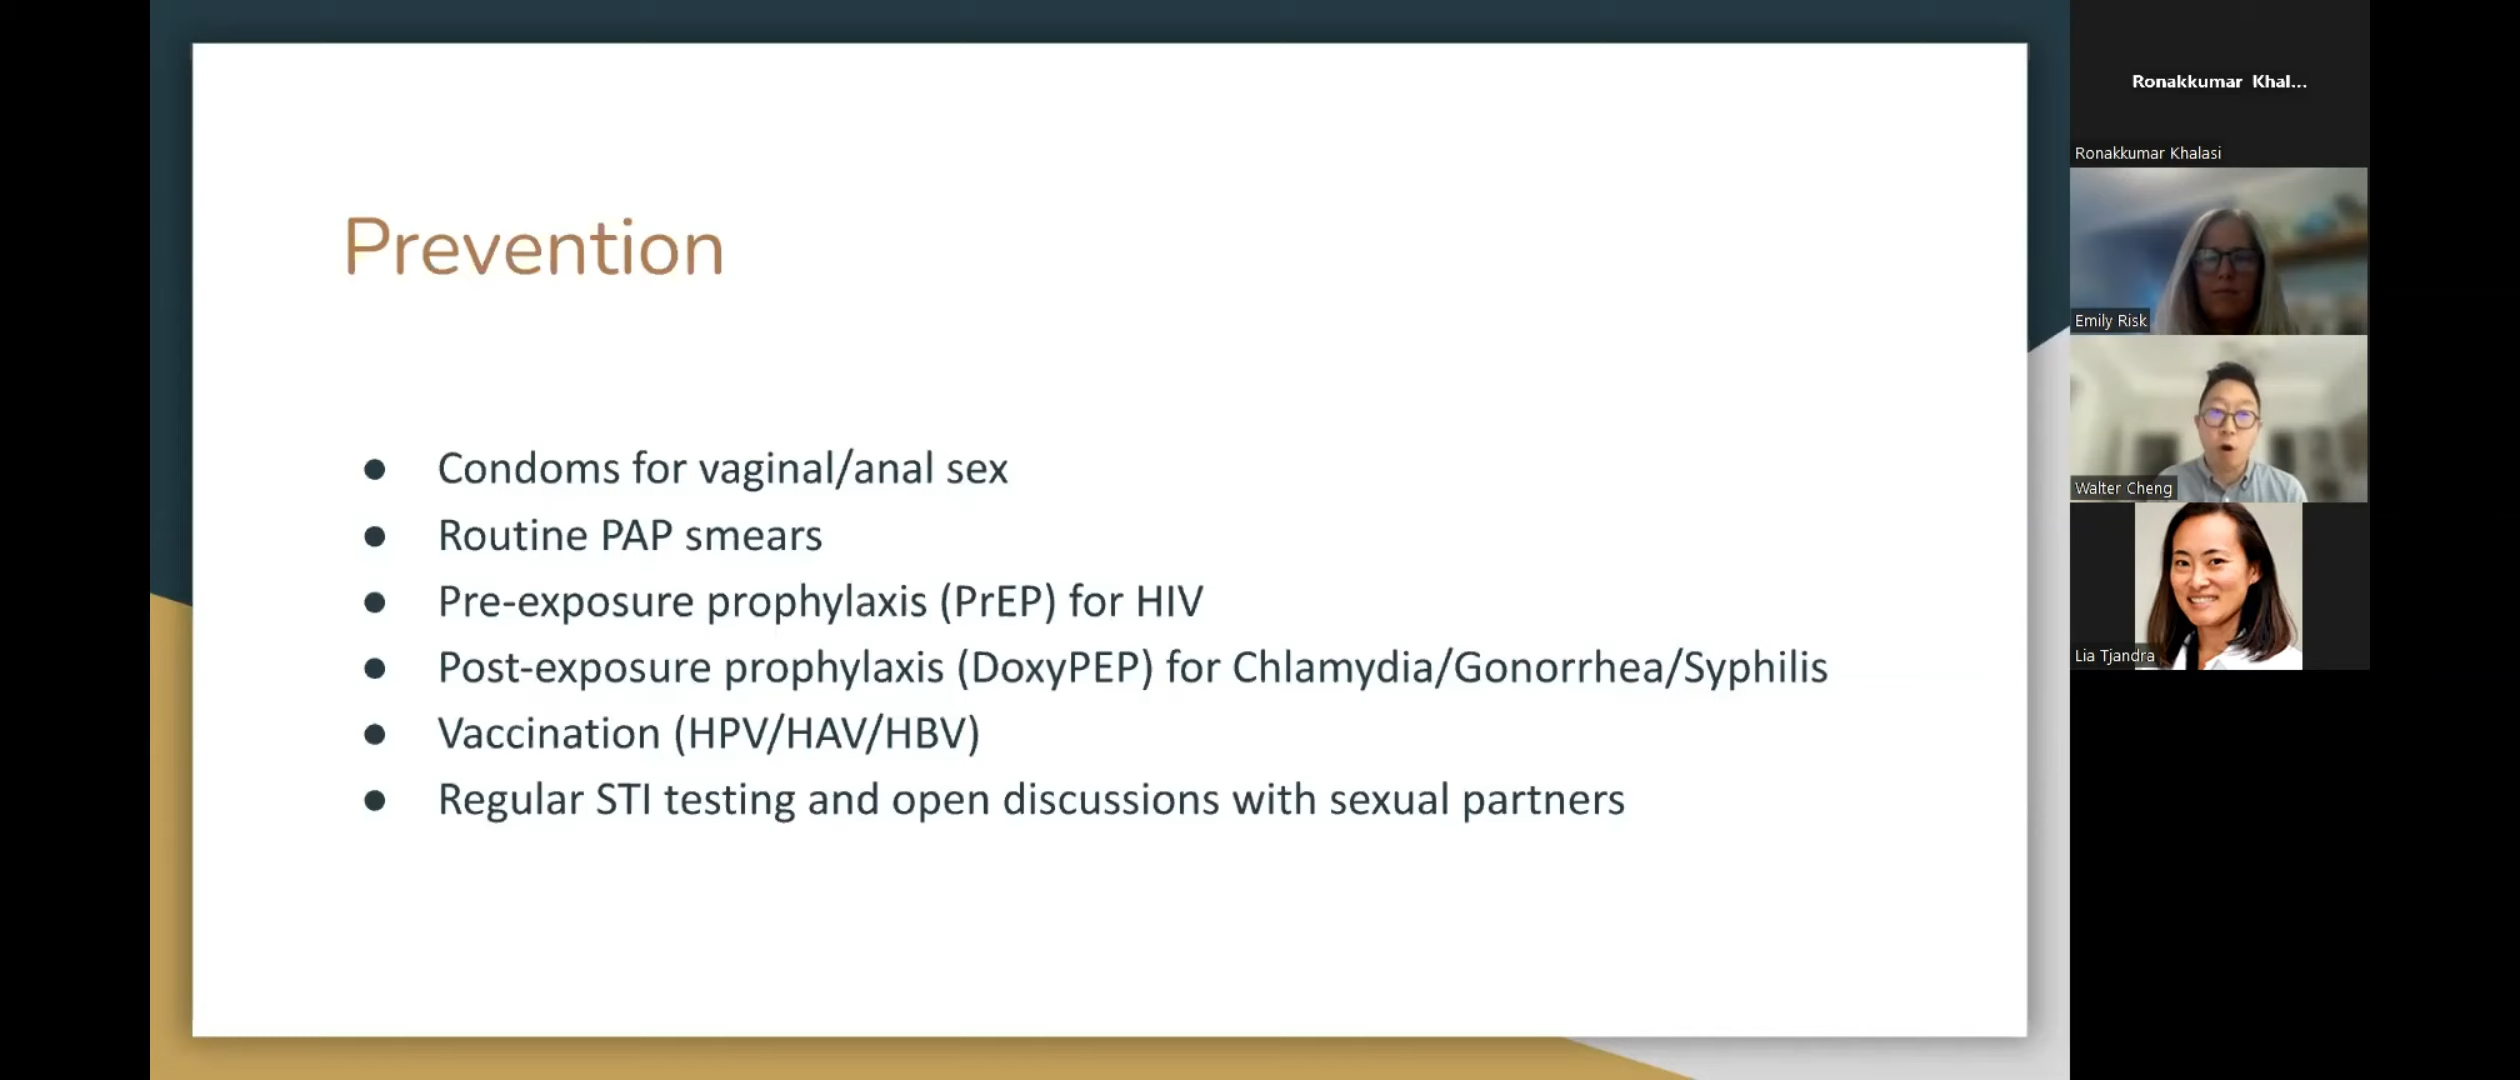 Prevention
Condoms for vaginal/anal sex
Routine PAP smears
Pre-exposure prophylaxis (PrEP) for HIV
Post-exposure prophylaxis (DoxyPEP) for Chlamydia/Gonorrhea/Syphilis
Vaccination (HPV/HAV/HBV)
Regular STI testing and open discussions with sexual partners
Ronakkumar Khal...
Ronakkumar Khalasi
Emily Risk
Walter Cheng
Lia Tjandra